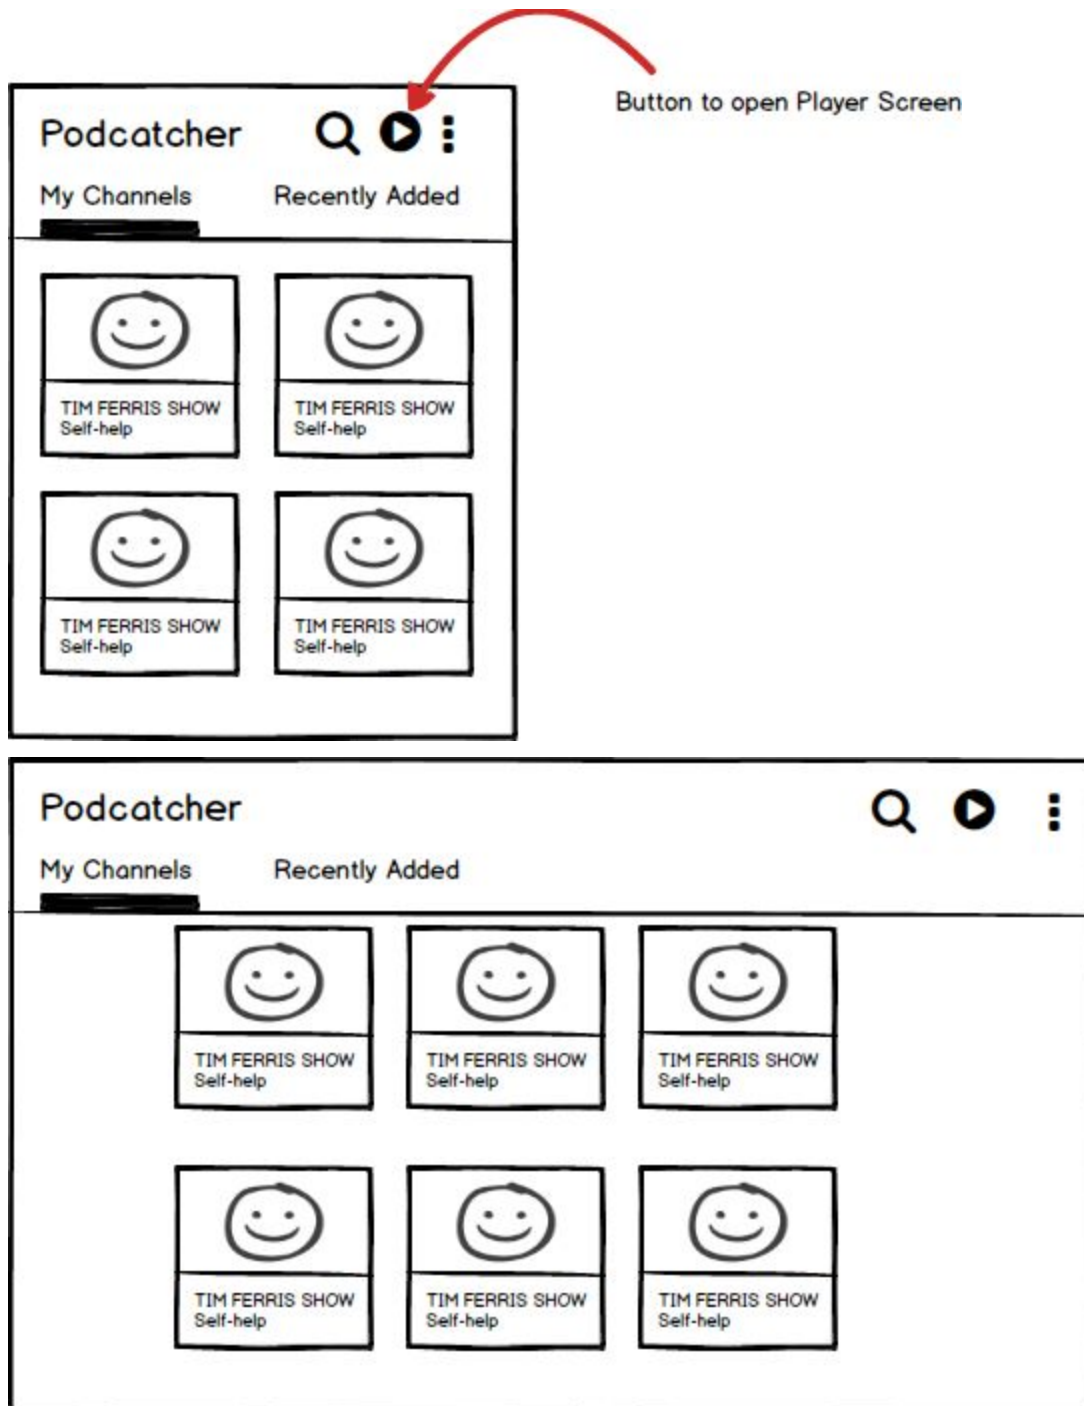 Button to open Player Screen
Podcatcher
My Channels Recently Added
TIM FERRIS SHOW TIM FERRIS SHOW
Self-help Self-help
TIM FERRIS SHOW TIM FERRIS SHOW
Self-help Self-help
Podcatcher
My Channels Recently Added
TIM FERRIS SHOW TIM FERRIS SHOW TIM FERRIS SHOW
Self-help Self-help Self-help
TIM FERRIS SHOW TIM FERRIS SHOW TIM FERRIS SHOW
Self-help Self-help Self-help